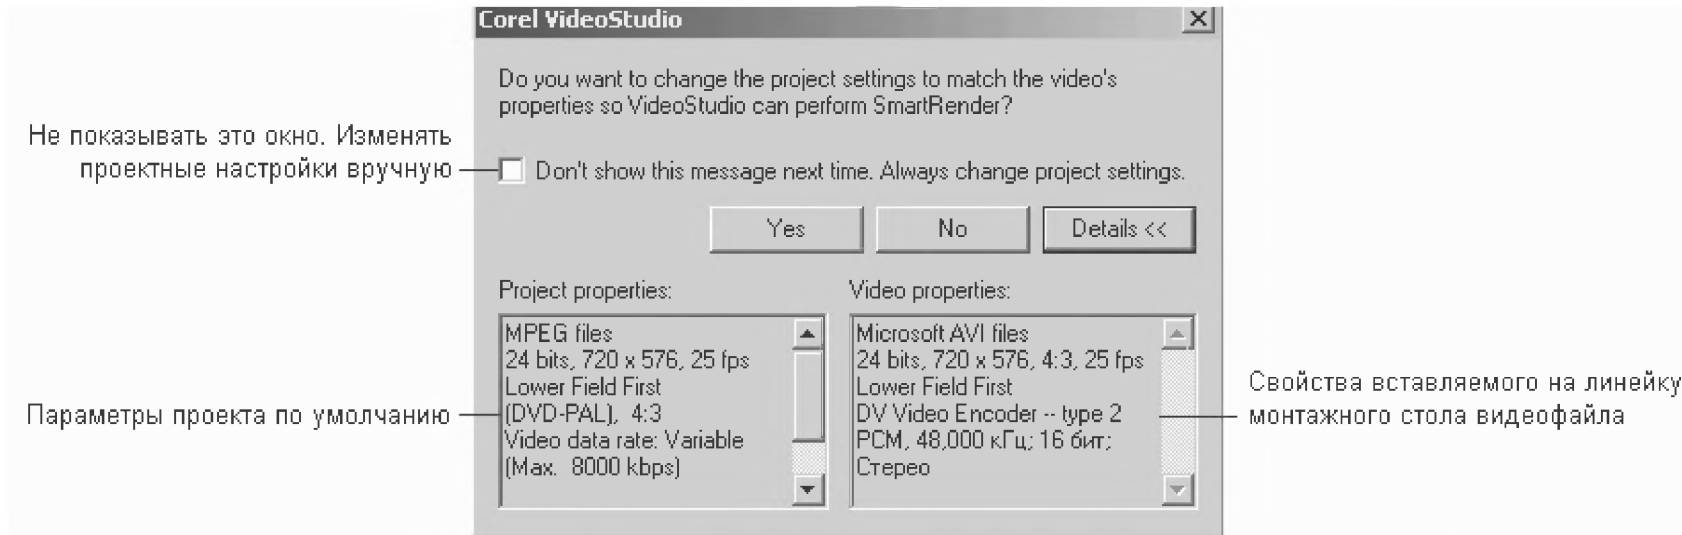 Corel VideoStudio
Do you want to change the project settings to match the video's
properties so VideoStudio can perform SmartRender?
Не показывать это окно. Изменять
проектные настройки вручную
Don't show this message next time. Always change project settings.
Yes
No
Details <<
Project properties:
MPEG files
24 bits, 720 x 576, 25 fps
Lower Field First
(DVD-PAL),  4:3
Video data rate: Variable
(Max.  8000 kbps)
Параметры проекта по умолчанию
Video properties:
Microsoft AVI files
24 bits, 720 x 576, 4:3, 25 fps
Lower Field First
DV Video Encoder -- type 2
PCM, 48,000 кГц; 16 бит;
Стерео
Свойства вставляемого на линейку
монтажного стола видеофайла